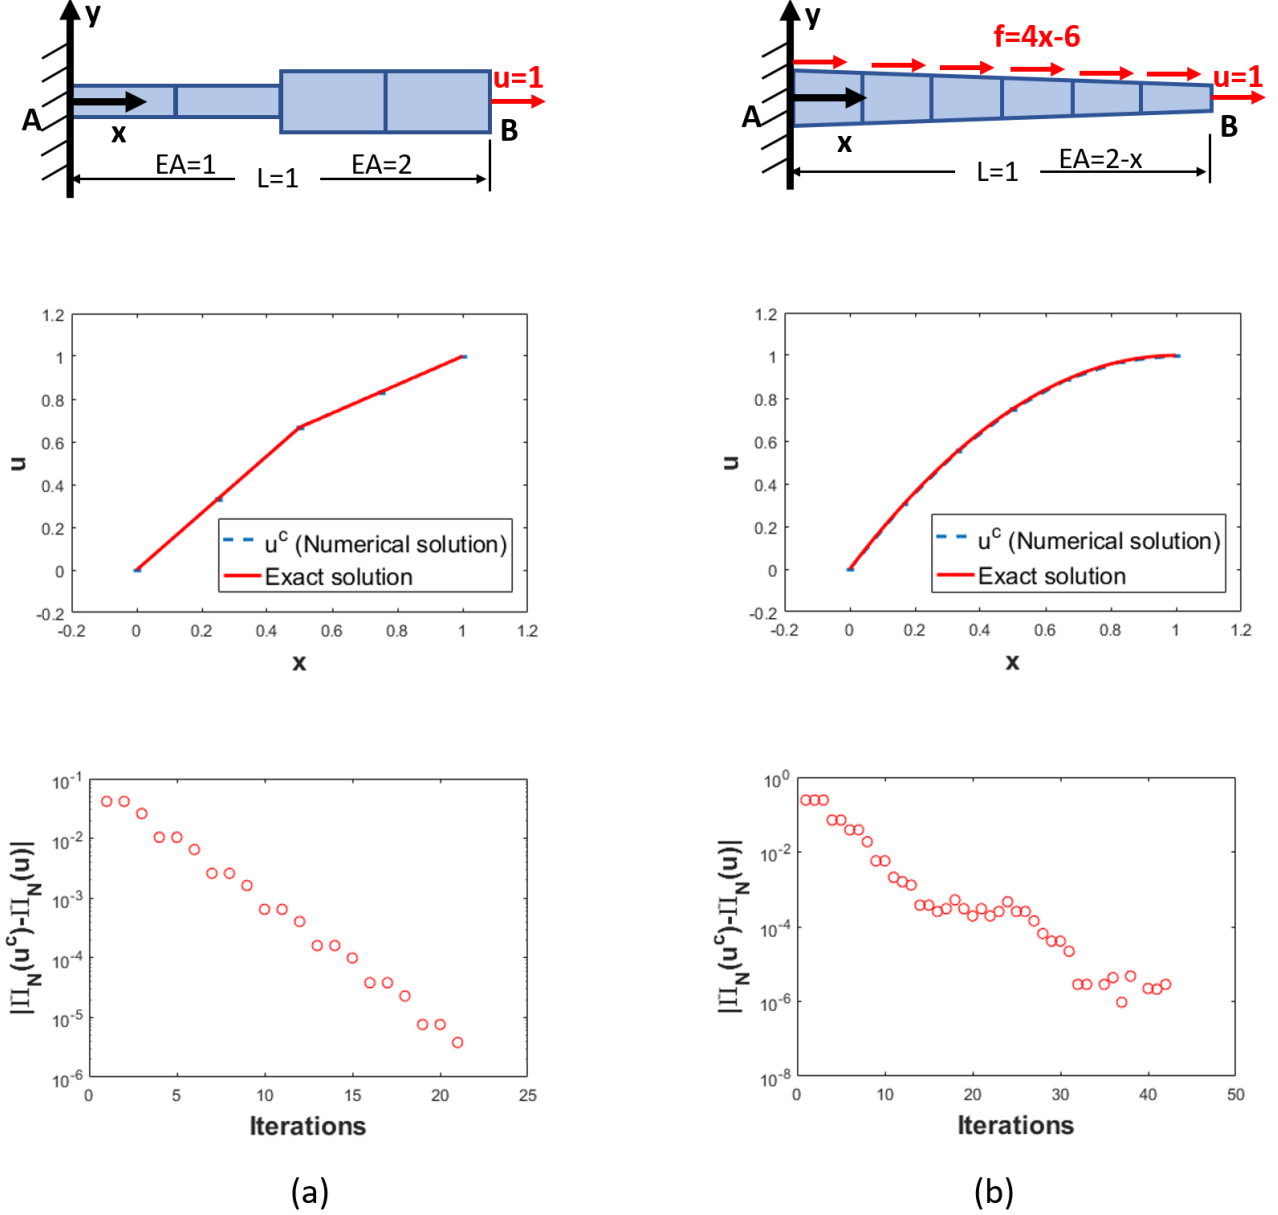 y
u=1
A
x
B
EA=1
L=1
EA=2
1.2
1
0.8
0.6
0.4
0.2
0
-0.2
u
-0.2 0 0.2 0.4 0.6 0.8 1 1.2
x
u^c (Numerical solution)
Exact solution
10^-1
10^-2
10^-3
10^-4
10^-5
10^-6
|Π_N(u^c)-Π_N(u)|
0 5 10 15 20 25
Iterations
(a)
y
f=4x-6
u=1
A
x
B
L=1
EA=2-x
1.2
1
0.8
0.6
0.4
0.2
0
-0.2
u
-0.2 0 0.2 0.4 0.6 0.8 1 1.2
x
u^c (Numerical solution)
Exact solution
10^0
10^-2
10^-4
10^-6
10^-8
|Π_N(u^c)-Π_N(u)|
0 10 20 30 40 50
Iterations
(b)